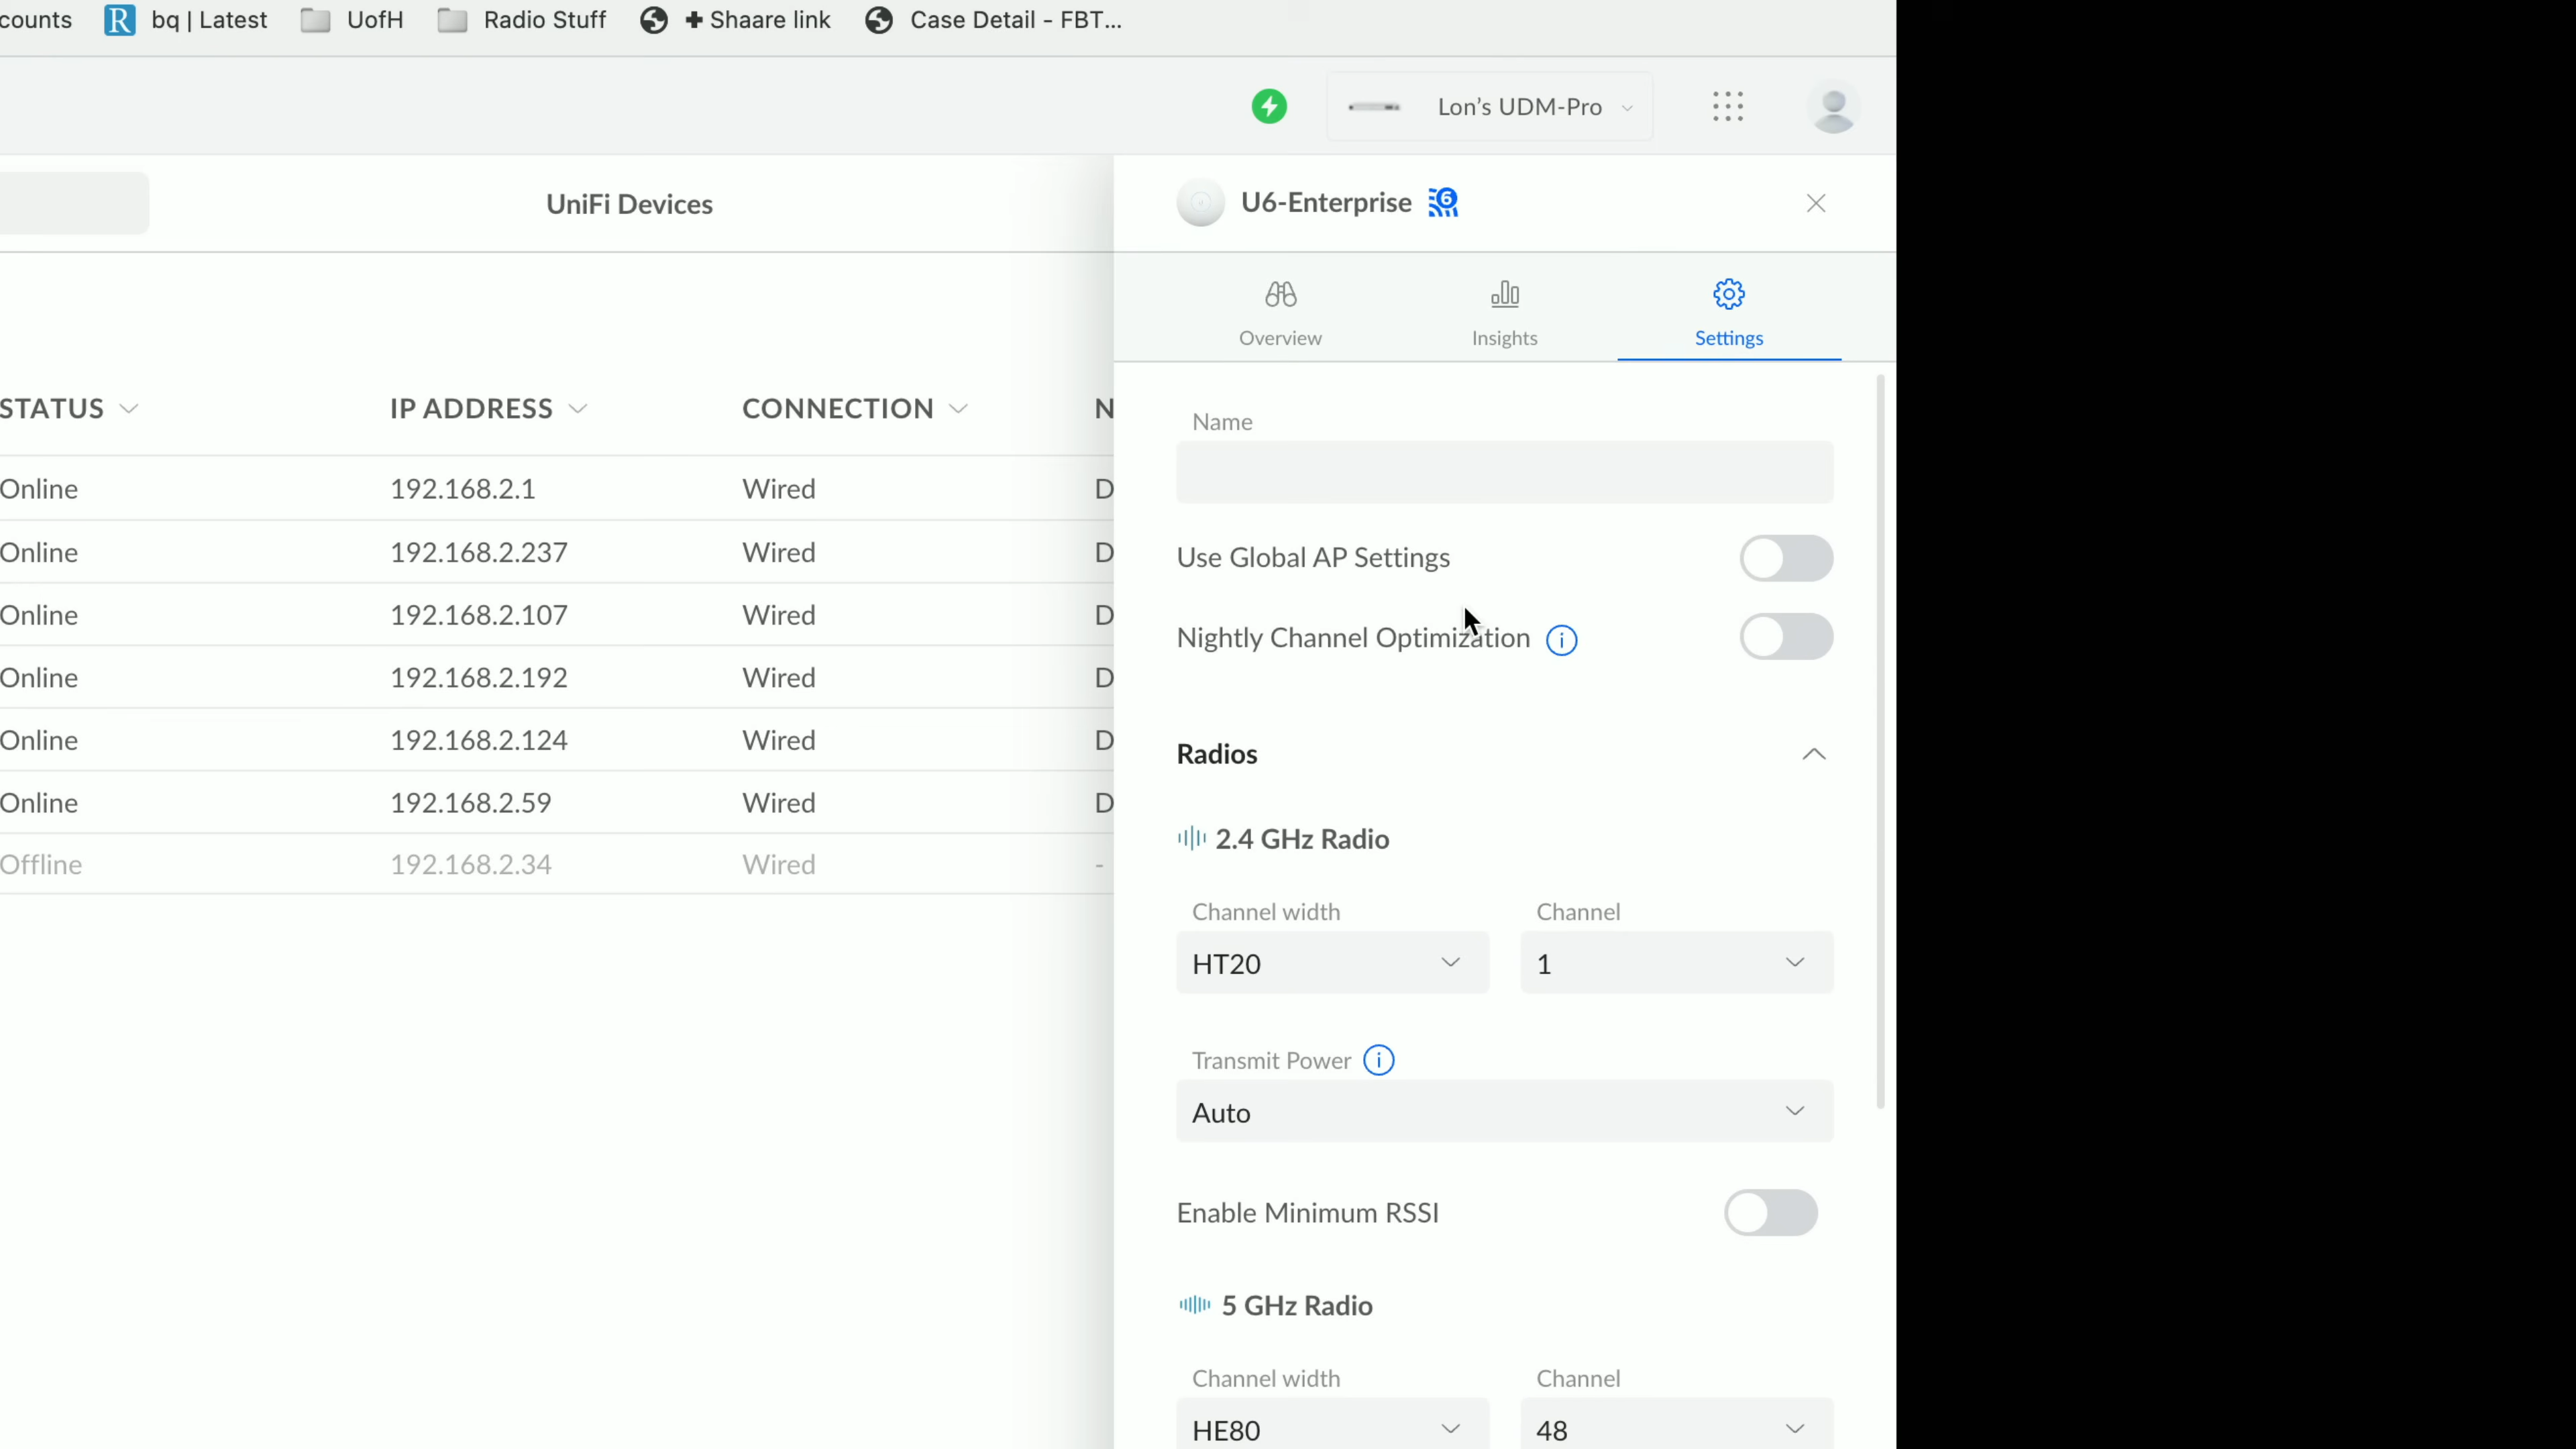 counts
R
bq | Latest
UofH
Radio Stuff
✚ Shaare link
Case Detail - FBT...
Lon's UDM-Pro
UniFi Devices
U6-Enterprise
6
Overview
Insights
Settings
STATUS
IP ADDRESS
CONNECTION
N
Online
192.168.2.1
Wired
D
Online
192.168.2.237
Wired
D
Online
192.168.2.107
Wired
D
Online
192.168.2.192
Wired
D
Online
192.168.2.124
Wired
D
Online
192.168.2.59
Wired
D
Offline
192.168.2.34
Wired
-
Name
Use Global AP Settings
Nightly Channel Optimization i
Radios
2.4 GHz Radio
Channel width
Channel
HT20
1
Transmit Power i
Auto
Enable Minimum RSSI
5 GHz Radio
Channel width
Channel
HE80
48